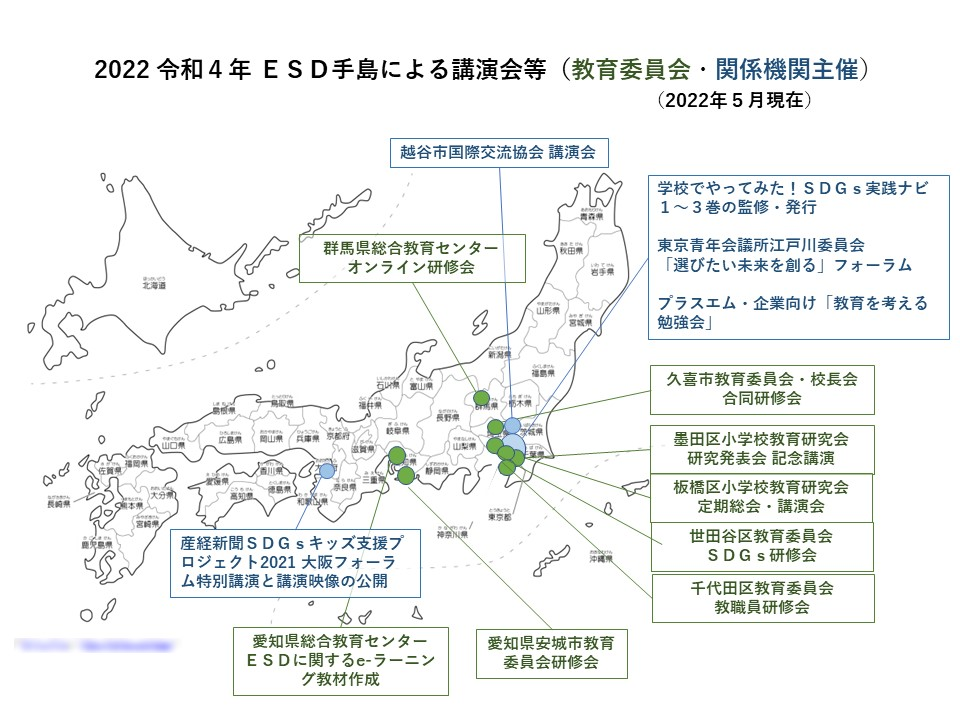 2022 令和４年 ＥＳＤ手島による講演会等（教育委員会・関係機関主催）
（2022年５月現在）
越谷市国際交流協会 講演会
学校でやってみた！ＳＤＧｓ実践ナビ
１～３巻の監修・発行
東京青年会議所江戸川委員会
「選びたい未来を創る」フォーラム
プラスエム・企業向け「教育を考える
勉強会」
群馬県総合教育センター
オンライン研修会
北海道
青森県
秋田県
岩手県
山形県
宮城県
新潟県
福島県
石川県
富山県
福井県
長野県
群馬県
栃木県
茨城県
岐阜県
山梨県
千葉県
静岡県
滋賀県
三重県
京都府
奈良県
和歌山県
兵庫県
鳥取県
島根県
岡山県
広島県
山口県
香川県
徳島県
愛媛県
高知県
福岡県
佐賀県
長崎県
大分県
熊本県
宮崎県
鹿児島県
東京都
神奈川県
沖縄県
久喜市教育委員会・校長会
合同研修会
墨田区小学校教育研究会
研究発表会 記念講演
板橋区小学校教育研究会
定期総会・講演会
世田谷区教育委員会
ＳＤＧｓ研修会
千代田区教育委員会
教職員研修会
産経新聞ＳＤＧｓキッズ支援プ
ロジェクト2021 大阪フォーラ
ム特別講演と講演映像の公開
愛知県総合教育センター
ＥＳＤに関するe-ラーニン
グ教材作成
愛知県安城市教育
委員会研修会